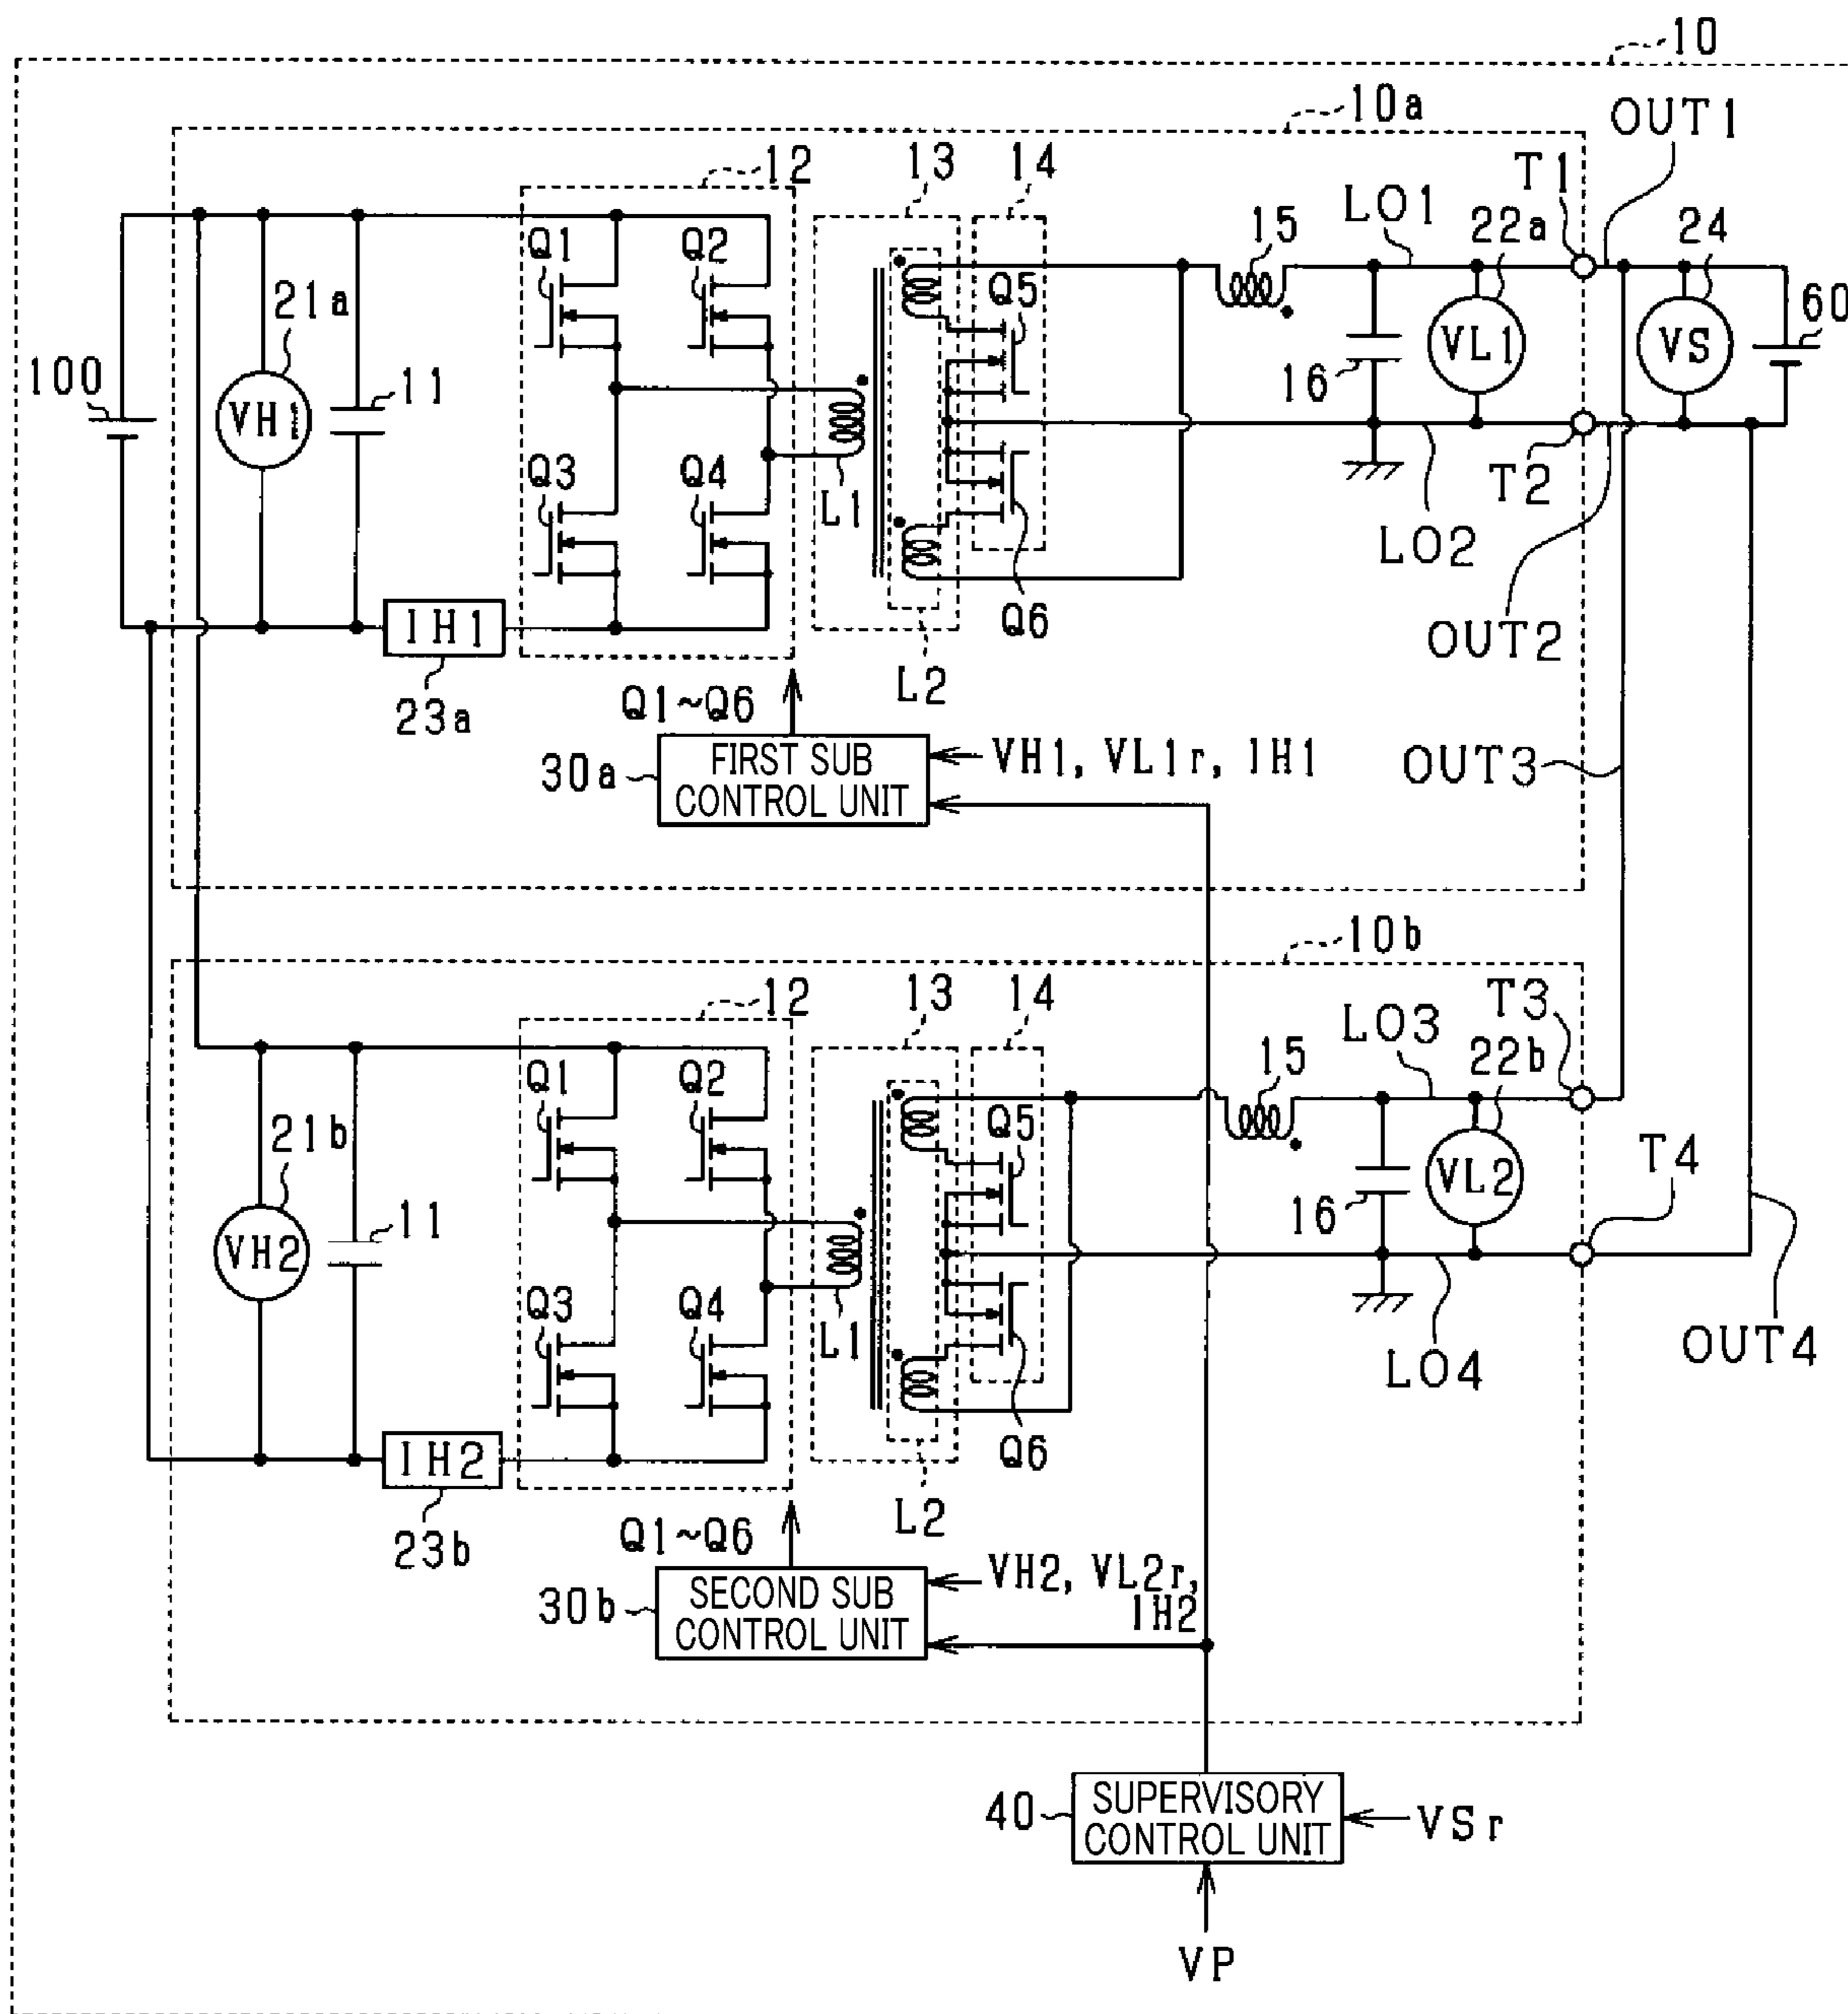 10
10a
OUT1
12
13
14
T1
LO1
22a
24
15
Q1
Q2
Q5
21a
60
100
VH1
11
16
VL1
VS
Q3
Q4
L1
T2
LO2
Q6
OUT2
IH1
L2
23a
Q1~Q6
30a
FIRST SUB
CONTROL UNIT
VH1, VL1r, IH1
OUT3
10b
12
13
14
T3
LO3
15
22b
Q1
Q2
Q5
21b
T4
VH2
11
16
VL2
Q3
Q4
L1
OUT4
LO4
Q6
IH2
L2
23b
Q1~Q6
30b
SECOND SUB
CONTROL UNIT
VH2, VL2r,
IH2
40
SUPERVISORY
CONTROL UNIT
VSr
VP